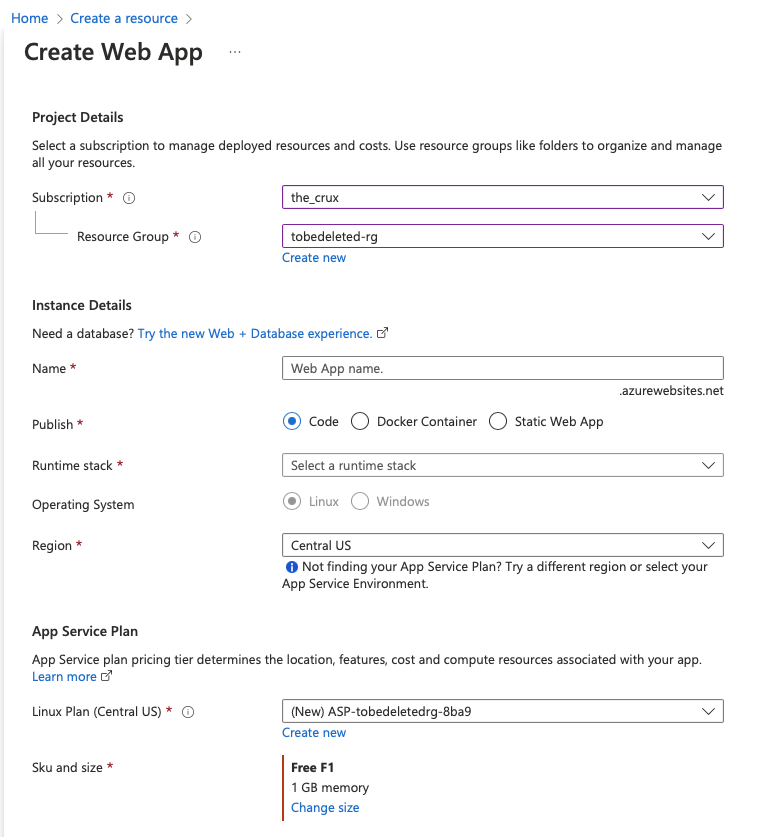 Home > Create a resource >
Create Web App ...
Project Details
Select a subscription to manage deployed resources and costs. Use resource groups like folders to organize and manage
all your resources.
Subscription *
the_crux
Resource Group *
tobedeleted-rg
Create new
Instance Details
Need a database? Try the new Web + Database experience.
Name *
Web App name.
.azurewebsites.net
Publish *
Code Docker Container Static Web App
Runtime stack *
Select a runtime stack
Operating System
Linux Windows
Region *
Central US
Not finding your App Service Plan? Try a different region or select your
App Service Environment.
App Service Plan
App Service plan pricing tier determines the location, features, cost and compute resources associated with your app.
Learn more
Linux Plan (Central US) *
(New) ASP-tobedeletedrg-8ba9
Create new
Sku and size *
Free F1
1 GB memory
Change size